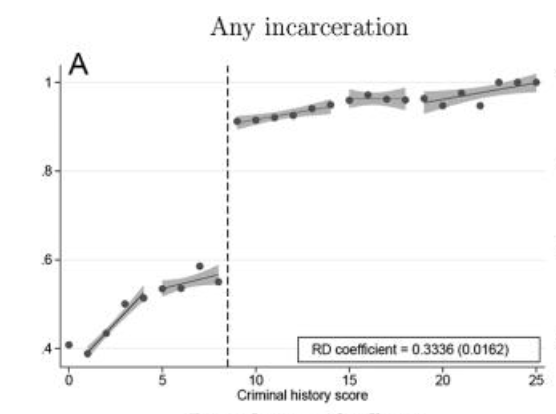 Any incarceration
A
1
.8
.6
.4
RD coefficient = 0.3336 (0.0162)
0 5 10 15 20 25
Criminal history score